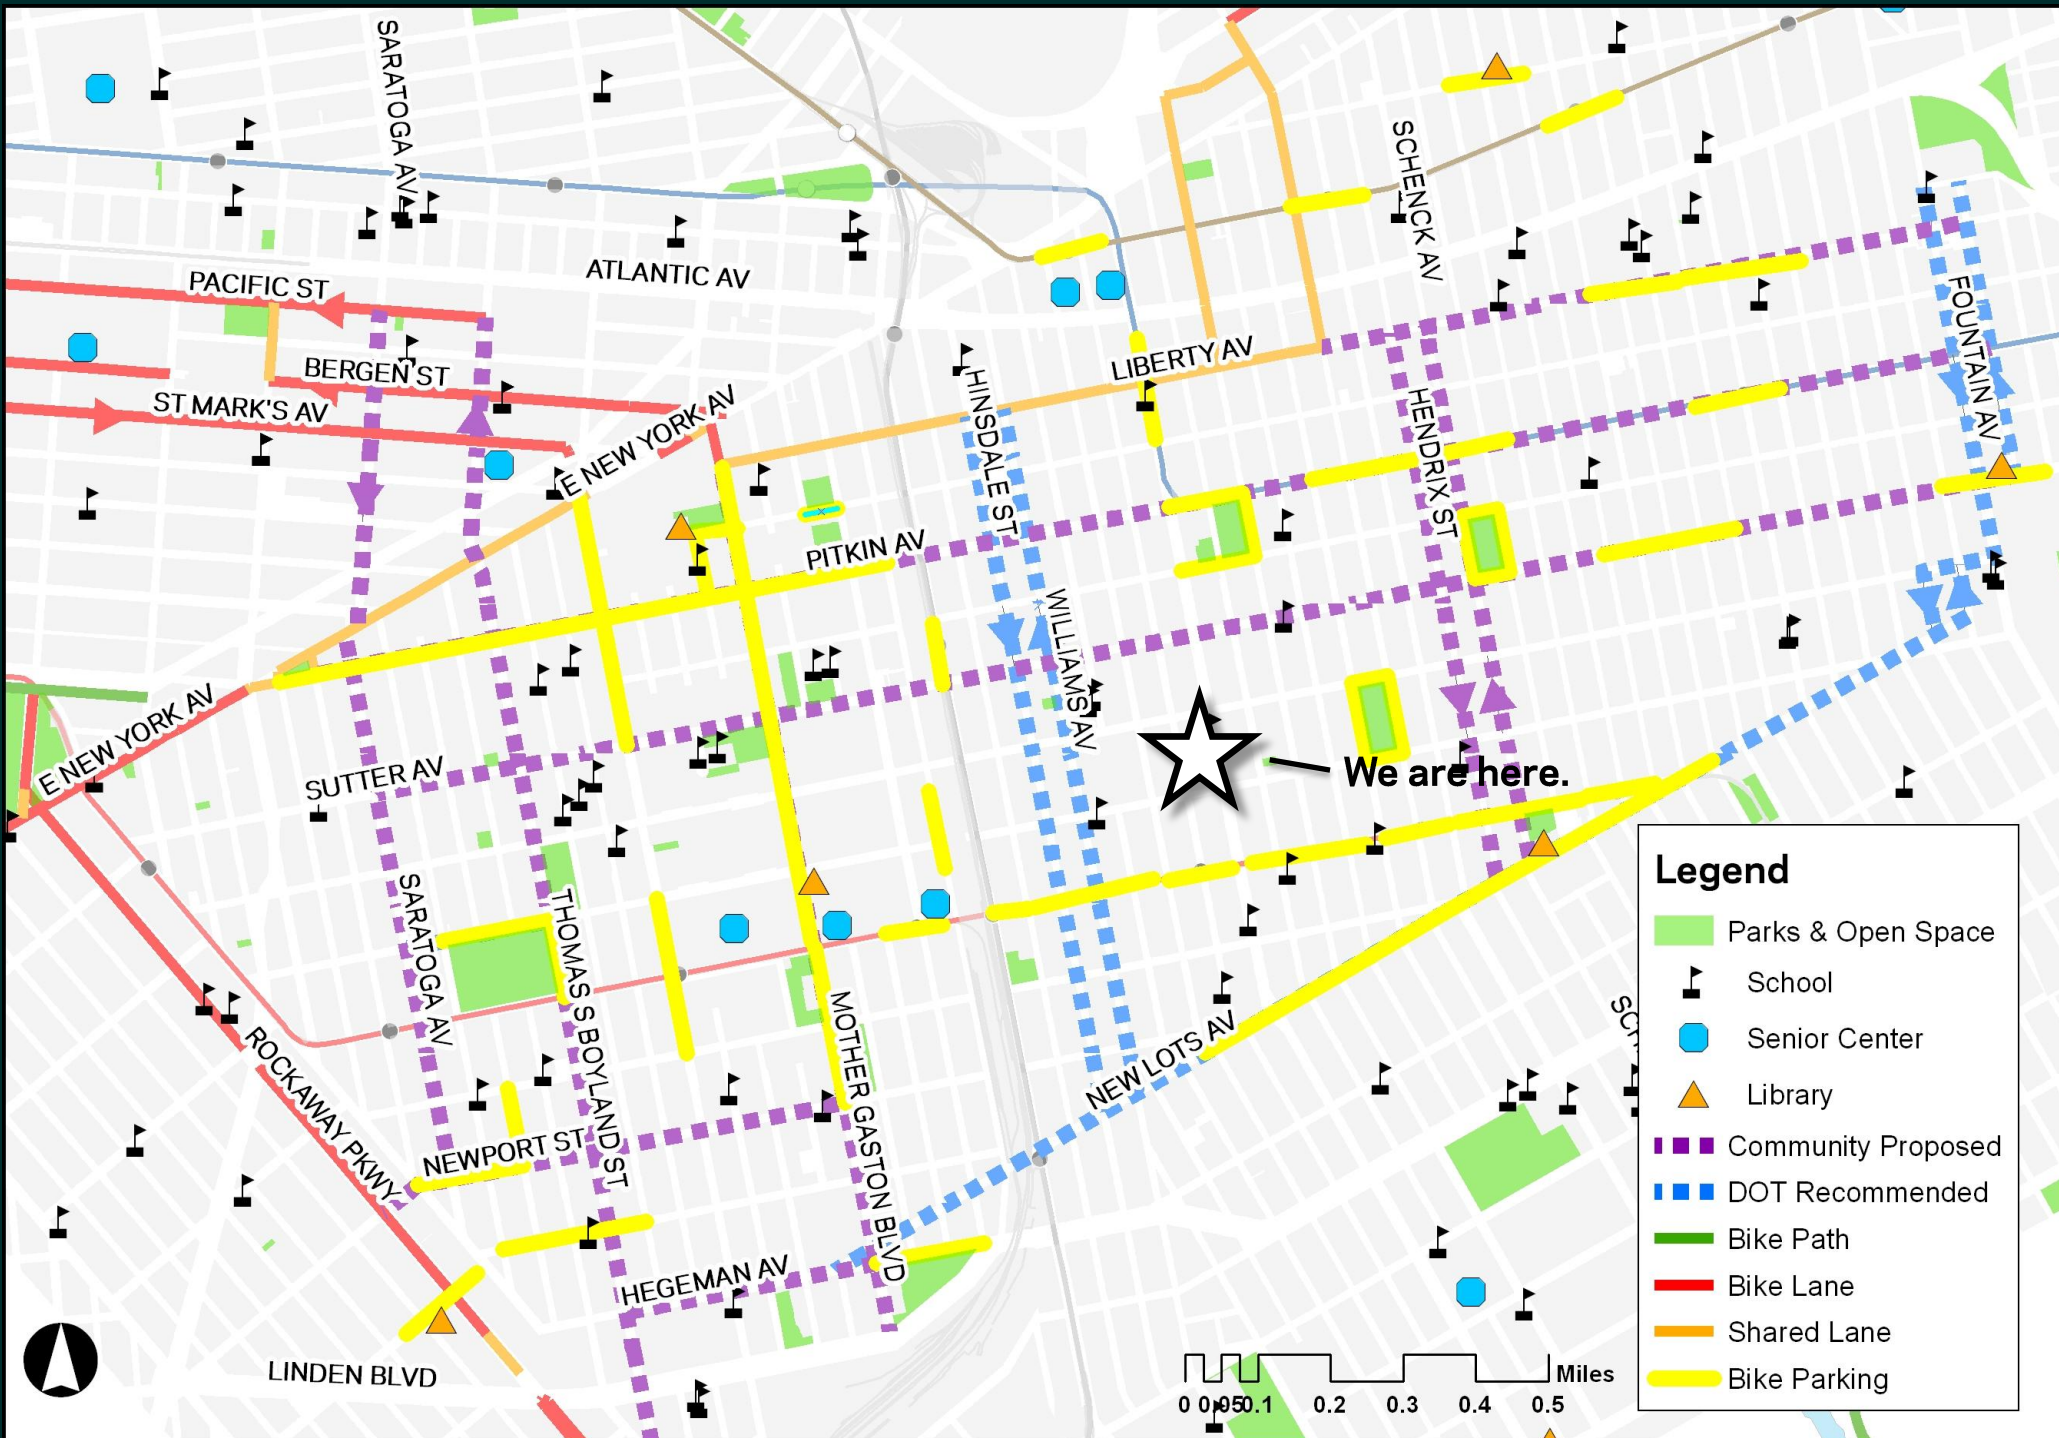 SARATOGA AV
SCHENCK AV
PACIFIC ST
ATLANTIC AV
FOUNTAIN AV
BERGEN ST
LIBERTY AV
ST MARK'S AV
E NEW YORK AV
HINSDALE ST
HENDRIX ST
PITKIN AV
WILLIAMS AV
E NEW YORK AV
SUTTER AV
We are here.
SARATOGA AV
THOMAS S BOYLAND ST
MOTHER GASTON BLVD
ROCKAWAY PKWY
NEW LOTS AV
NEWPORT ST
HEGEMAN AV
LINDEN BLVD
Legend
Parks & Open Space
School
Senior Center
Library
Community Proposed
DOT Recommended
Bike Path
Bike Lane
Shared Lane
Bike Parking
Miles
0 0.05 0.1 0.2 0.3 0.4 0.5